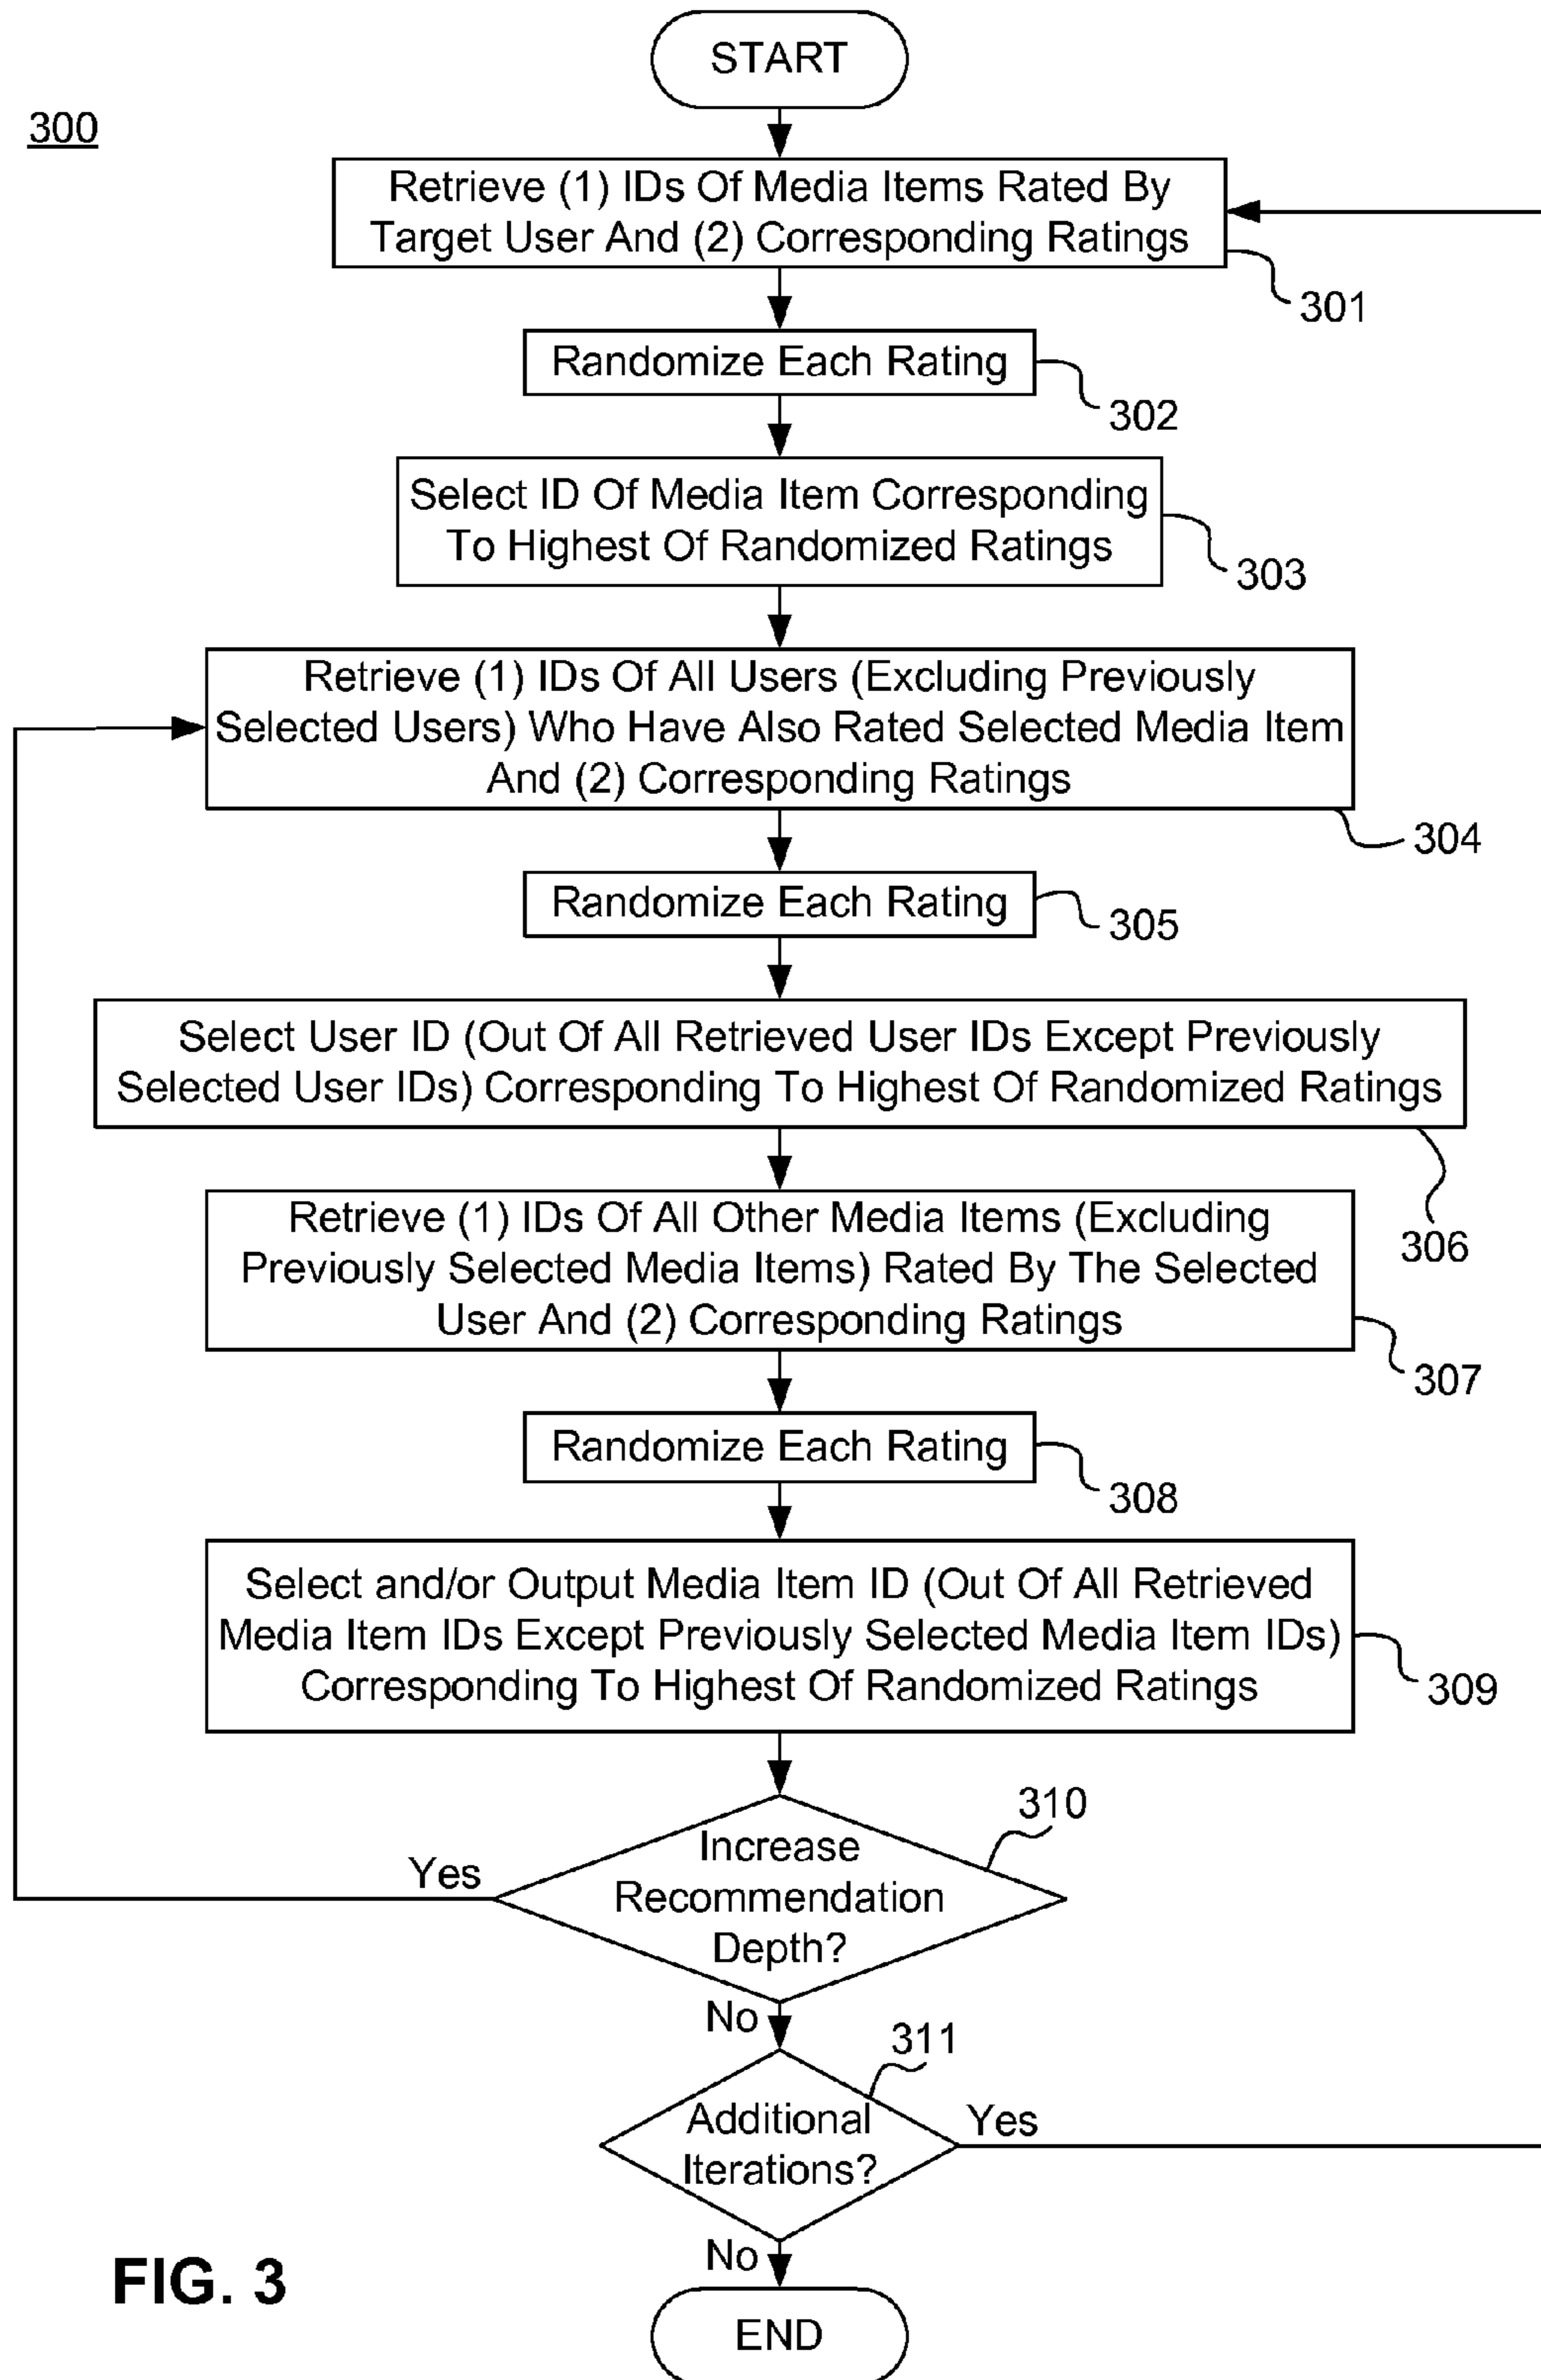 START
300
Retrieve (1) IDs Of Media Items Rated By
Target User And (2) Corresponding Ratings
301
Randomize Each Rating
302
Select ID Of Media Item Corresponding
To Highest Of Randomized Ratings
303
Retrieve (1) IDs Of All Users (Excluding Previously
Selected Users) Who Have Also Rated Selected Media Item
And (2) Corresponding Ratings
304
Randomize Each Rating
305
Select User ID (Out Of All Retrieved User IDs Except Previously
Selected User IDs) Corresponding To Highest Of Randomized Ratings
306
Retrieve (1) IDs Of All Other Media Items (Excluding
Previously Selected Media Items) Rated By The Selected
User And (2) Corresponding Ratings
307
Randomize Each Rating
308
Select and/or Output Media Item ID (Out Of All Retrieved
Media Item IDs Except Previously Selected Media Item IDs)
Corresponding To Highest Of Randomized Ratings
309
310
Increase
Recommendation
Depth?
Yes
No
311
Additional
Iterations?
Yes
No
FIG. 3
END